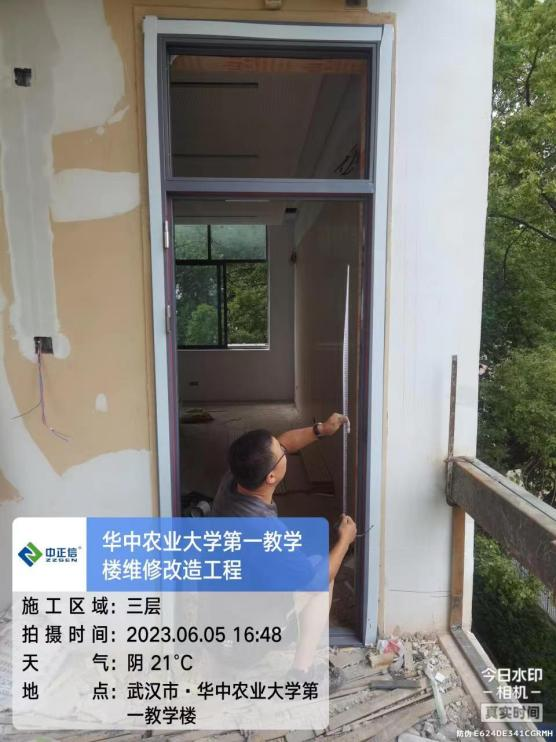 中正信®
ZZSEN
华中农业大学第一教学
楼维修改造工程
施工区域：三层
拍摄时间：2023.06.05 16:48
天气：阴 21℃
地点：武汉市·华中农业大学第
一教学楼
今日水印
-相机-
真实时间
防伪 E624DE341CGRMH